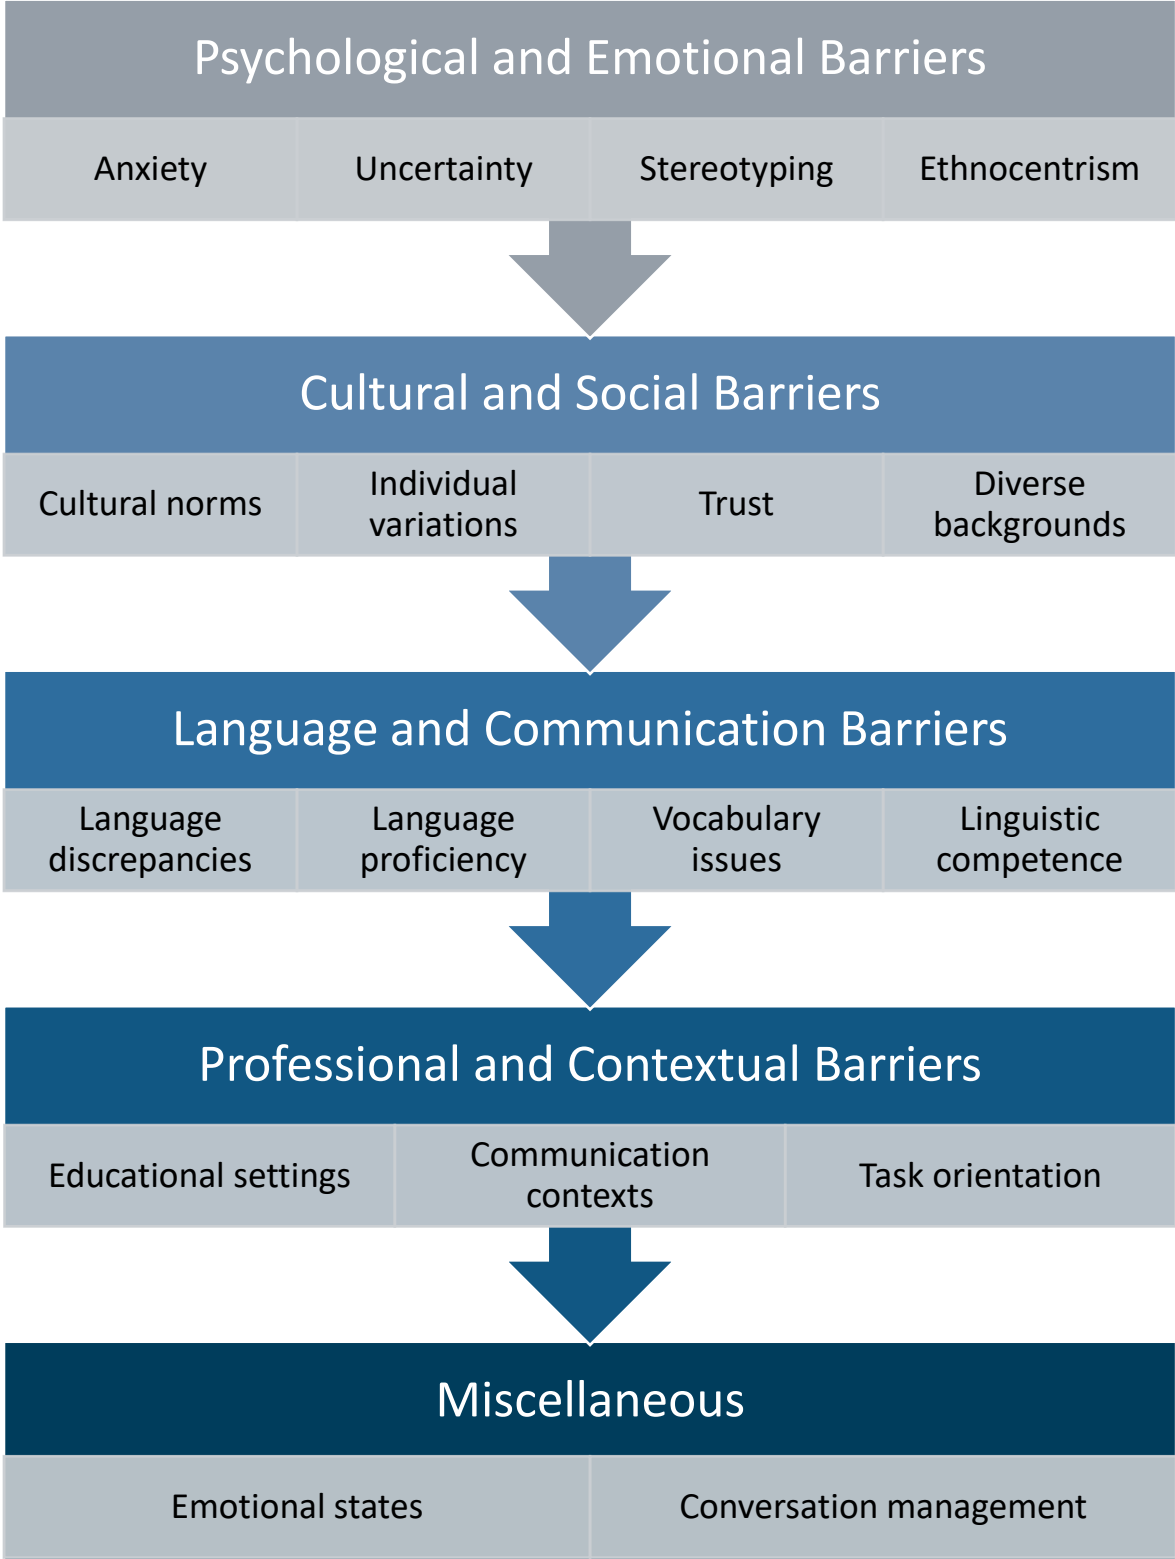 Psychological and Emotional Barriers
Anxiety
Uncertainty
Stereotyping
Ethnocentrism
Cultural and Social Barriers
Cultural norms
Individual
variations
Trust
Diverse
backgrounds
Language and Communication Barriers
Language
discrepancies
Language
proficiency
Vocabulary
issues
Linguistic
competence
Professional and Contextual Barriers
Educational settings
Communication
contexts
Task orientation
Miscellaneous
Emotional states
Conversation management